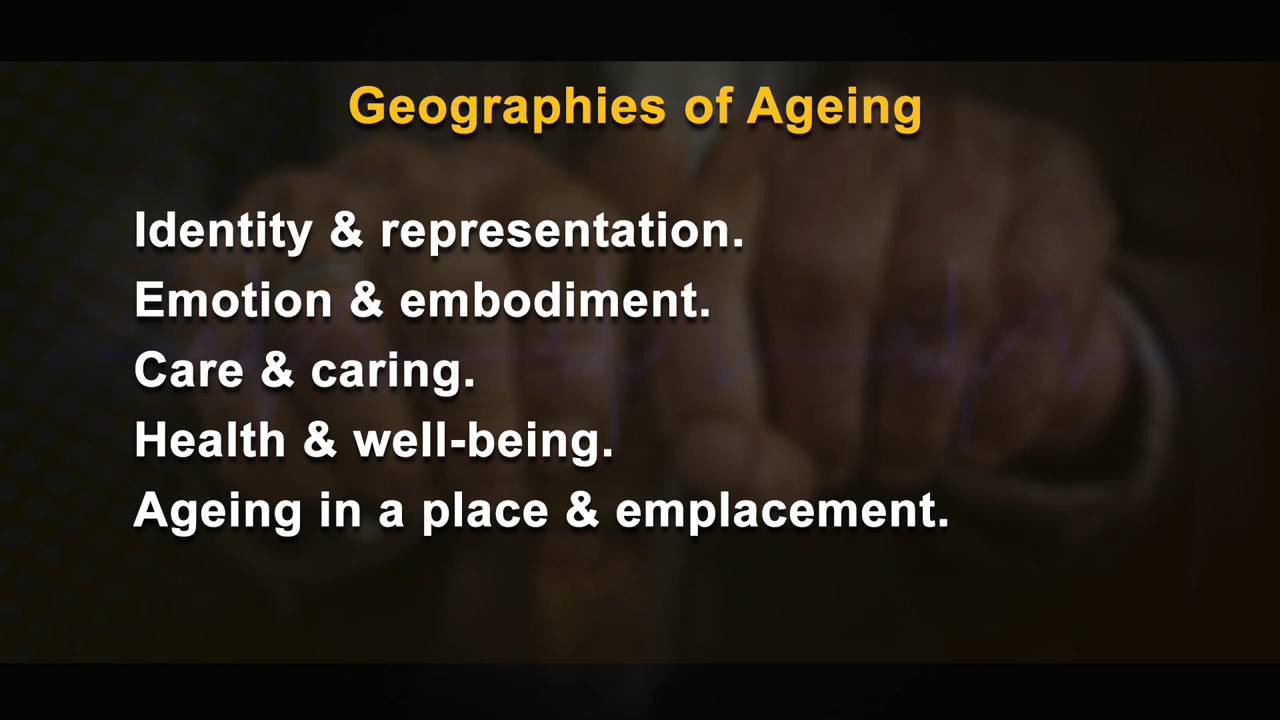 Geographies of Ageing
Identity & representation.
Emotion & embodiment.
Care & caring.
Health & well-being.
Ageing in a place & emplacement.